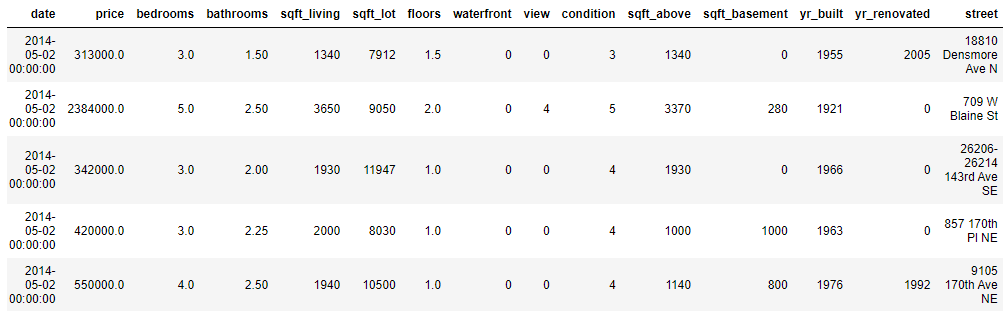 date price bedrooms bathrooms sqft_living sqft_lot floors waterfront view condition sqft_above sqft_basement yr_built yr_renovated street
2014-
05-02
00:00:00 313000.0 3.0 1.50 1340 7912 1.5 0 0 3 1340 0 1955 2005 18810
Densmore
Ave N
2014-
05-02
00:00:00 2384000.0 5.0 2.50 3650 9050 2.0 0 4 5 3370 280 1921 0 709 W
Blaine St
2014-
05-02
00:00:00 342000.0 3.0 2.00 1930 11947 1.0 0 0 4 1930 0 1966 0 26206-
26214
143rd Ave
SE
2014-
05-02
00:00:00 420000.0 3.0 2.25 2000 8030 1.0 0 0 4 1000 1000 1963 0 857 170th
Pl NE
2014-
05-02
00:00:00 550000.0 4.0 2.50 1940 10500 1.0 0 0 4 1140 800 1976 1992 9105
170th Ave
NE